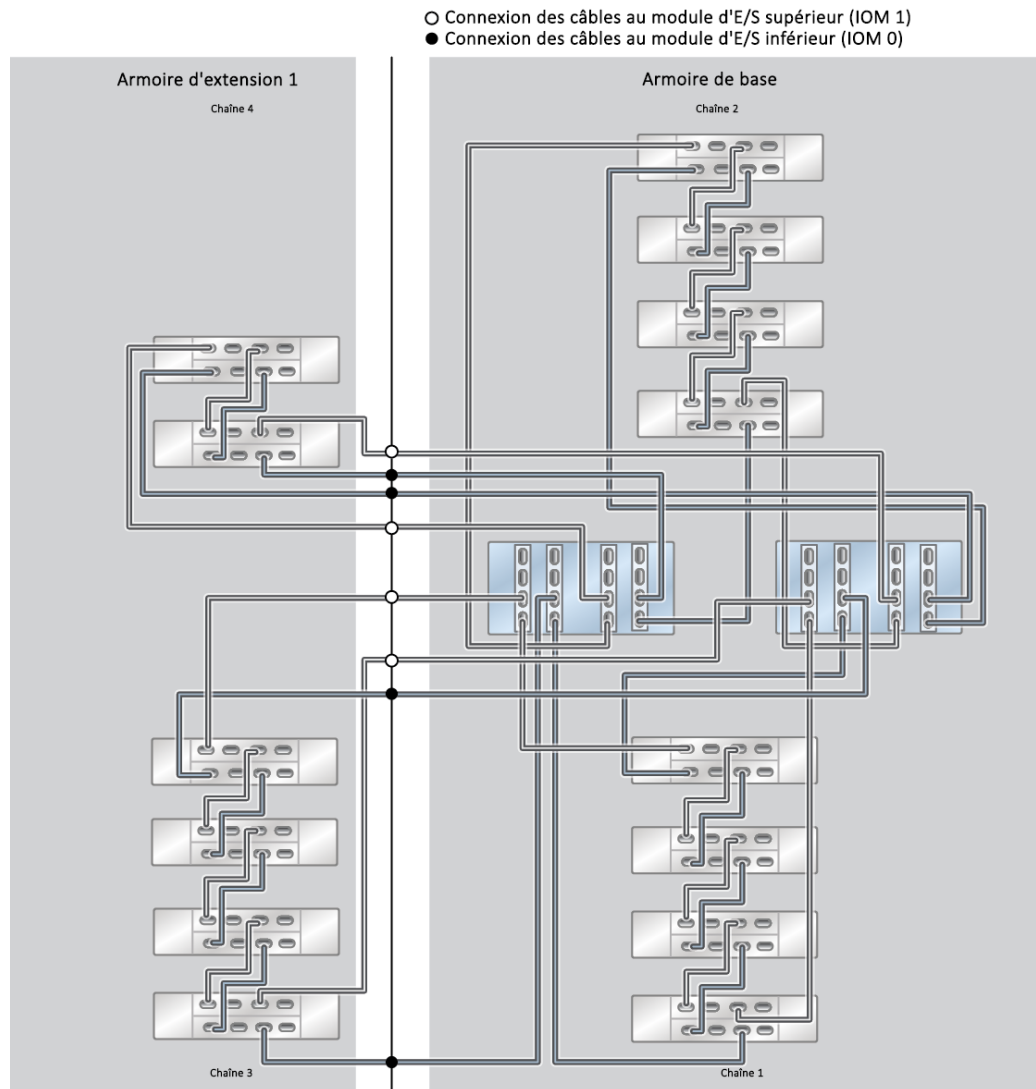 Connexion des câbles au module d'E/S supérieur (IOM 1)
Connexion des câbles au module d'E/S inférieur (IOM 0)
Armoire d'extension 1
Armoire de base
Chaîne 4
Chaîne 2
Chaîne 3
Chaîne 1